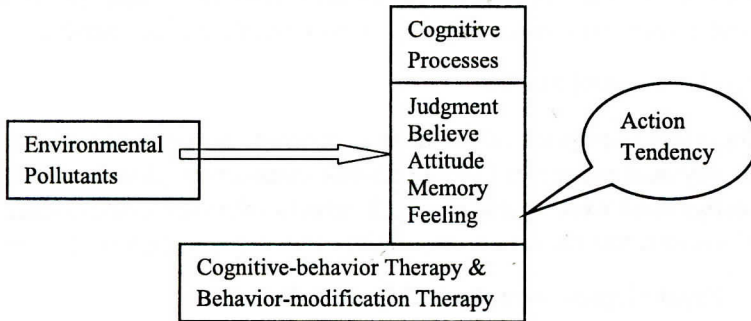 Cognitive
Processes
Judgment
Believe
Attitude
Memory
Feeling
Environmental
Pollutants
Action
Tendency
Cognitive-behavior Therapy &
Behavior-modification Therapy